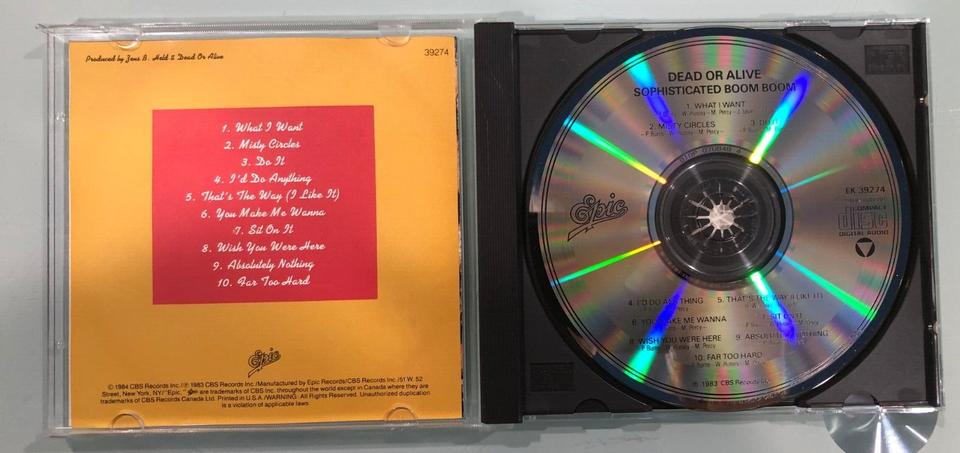 Produced by Zeus B. Held & Dead Or Alive
39274
1. What I Want
2. Misty Circles
3. Do It
4. I'd Do Anything
5. That's The Way (I Like It)
6. You Make Me Wanna
7. Sit On It
8. Wish You Were Here
9. Absolutely Nothing
10. Far Too Hard
Epic
© 1984 CBS Records Inc./℗ 1983 CBS Records Inc./Manufactured by Epic Records/CBS Records Inc./51 W. 52
Street, New York, NY/"Epic," are trademarks of CBS Inc. throughout the world except in Canada where they are
trademarks of CBS Records Canada Ltd. Printed in U.S.A./WARNING: All Rights Reserved. Unauthorized duplication
is a violation of applicable laws.
DEAD OR ALIVE
SOPHISTICATED BOOM BOOM
1. WHAT I WANT
2. MISTY CIRCLES 3. DO IT
Epic
EK 39274
COMPACT
disc
DIGITAL AUDIO
4. I'D DO ANYTHING 5. THAT'S THE WAY (I LIKE IT)
6. YOU MAKE ME WANNA 7. SIT ON IT
8. WISH YOU WERE HERE 9. ABSOLUTELY NOTHING
10. FAR TOO HARD
℗ 1983 CBS Records